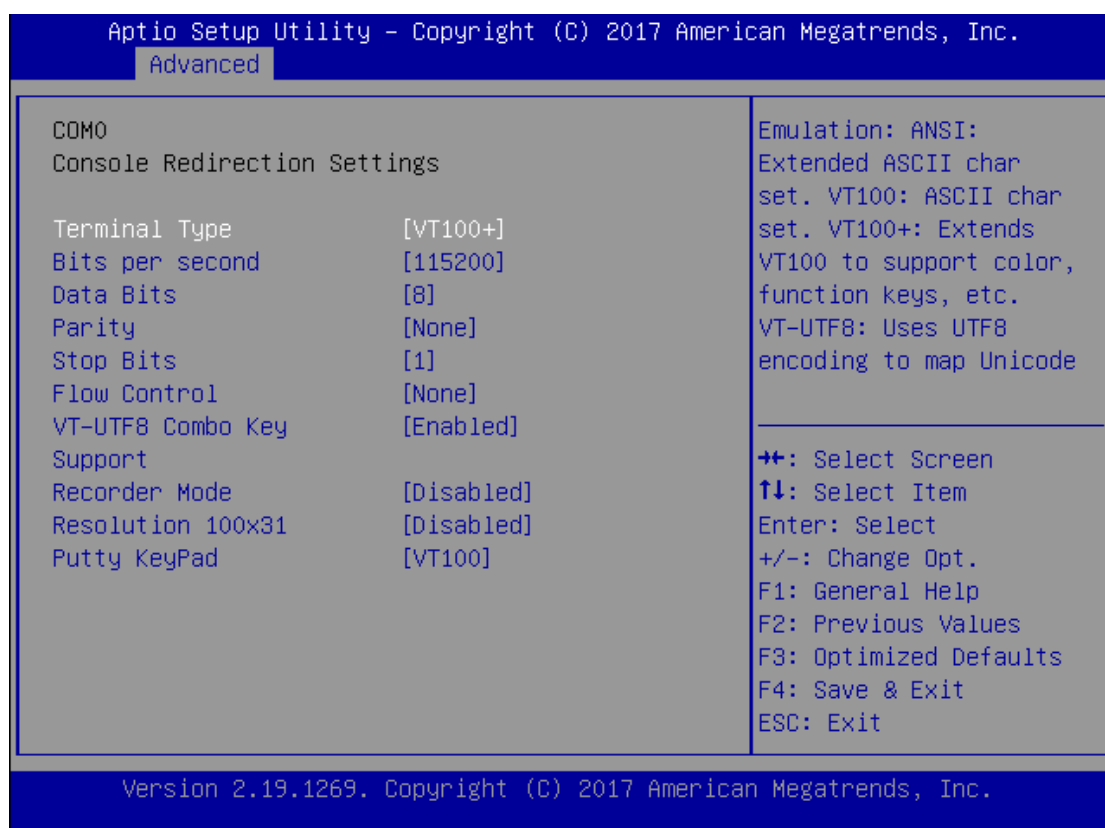 Aptio Setup Utility – Copyright (C) 2017 American Megatrends, Inc.
Advanced
COM0
Console Redirection Settings
Terminal Type [VT100+]
Bits per second [115200]
Data Bits [8]
Parity [None]
Stop Bits [1]
Flow Control [None]
VT-UTF8 Combo Key [Enabled]
Support
Recorder Mode [Disabled]
Resolution 100x31 [Disabled]
Putty KeyPad [VT100]
Emulation: ANSI:
Extended ASCII char
set. VT100: ASCII char
set. VT100+: Extends
VT100 to support color,
function keys, etc.
VT-UTF8: Uses UTF8
encoding to map Unicode
→←: Select Screen
↑↓: Select Item
Enter: Select
+/-: Change Opt.
F1: General Help
F2: Previous Values
F3: Optimized Defaults
F4: Save & Exit
ESC: Exit
Version 2.19.1269. Copyright (C) 2017 American Megatrends, Inc.